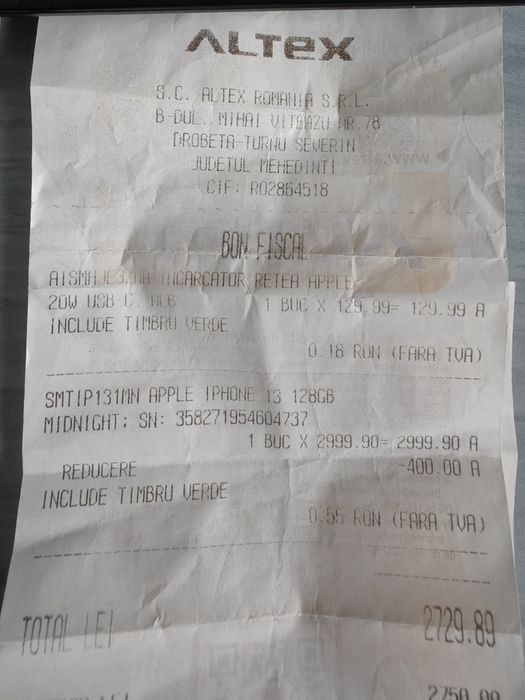 ALTEX
S.C. ALTEX ROMANIA S.R.L.
B-DUL. MIHAI VITEAZU NR.78
DROBETA-TURNU SEVERIN
JUDETUL MEHEDINTI
CIF: RO2864518
BON FISCAL
INCARCATOR RETEA APPLE
20W USB C, ALB 1 BUC X 129.99= 129.99 A
INCLUDE TIMBRU VERDE
0.18 RON (FARA TVA)
SMTIP131MN APPLE IPHONE 13 128GB
MIDNIGHT; SN: 358271954604737
1 BUC X 2999.90= 2999.90 A
REDUCERE -400.00 A
INCLUDE TIMBRU VERDE
0.55 RON (FARA TVA)
TOTAL LEI 2729.89
LEI 2750.00